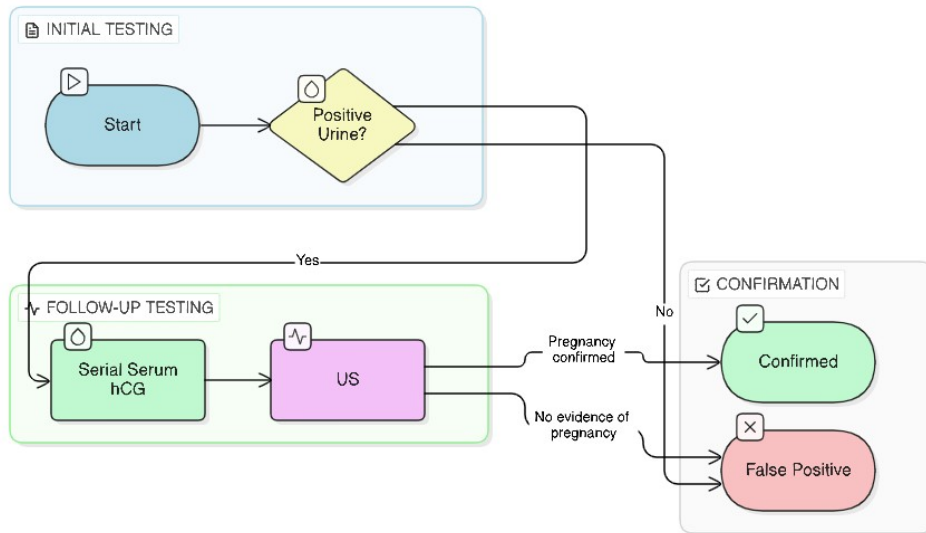 INITIAL TESTING
Start
Positive
Urine?
Yes
FOLLOW-UP TESTING
Serial Serum
hCG
US
Pregnancy
confirmed
No evidence of
pregnancy
No
CONFIRMATION
Confirmed
False Positive